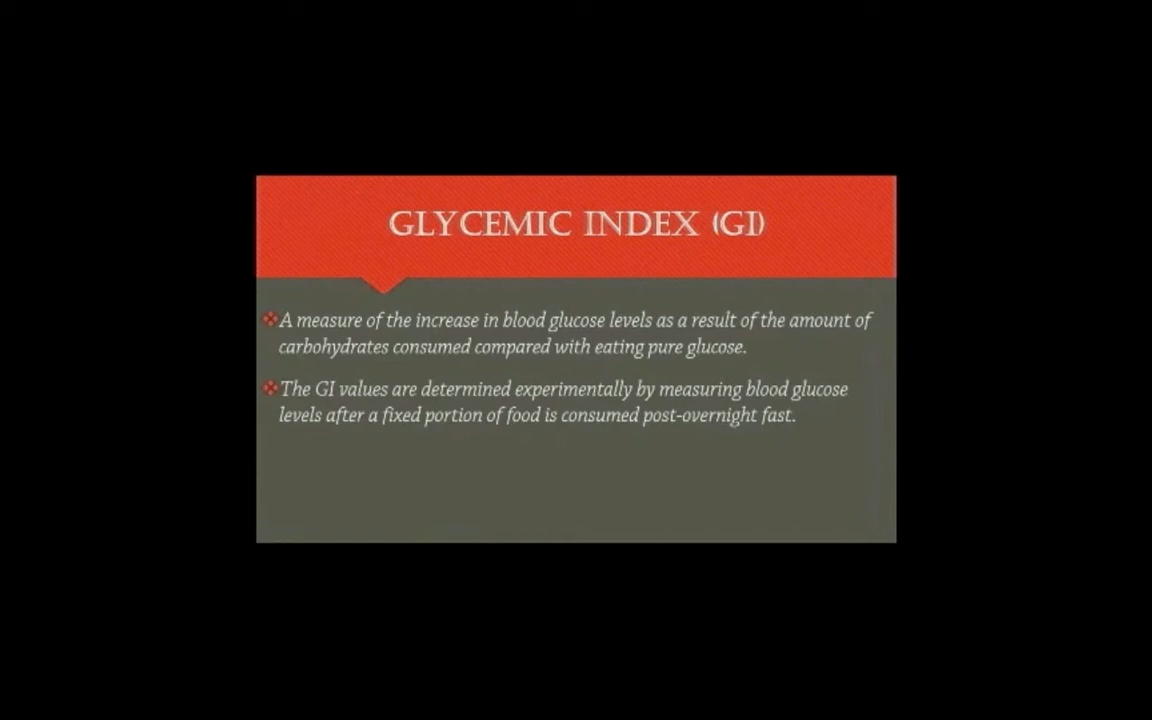 GLYCEMIC INDEX (GI)
A measure of the increase in blood glucose levels as a result of the amount of
carbohydrates consumed compared with eating pure glucose.
The GI values are determined experimentally by measuring blood glucose
levels after a fixed portion of food is consumed post-overnight fast.